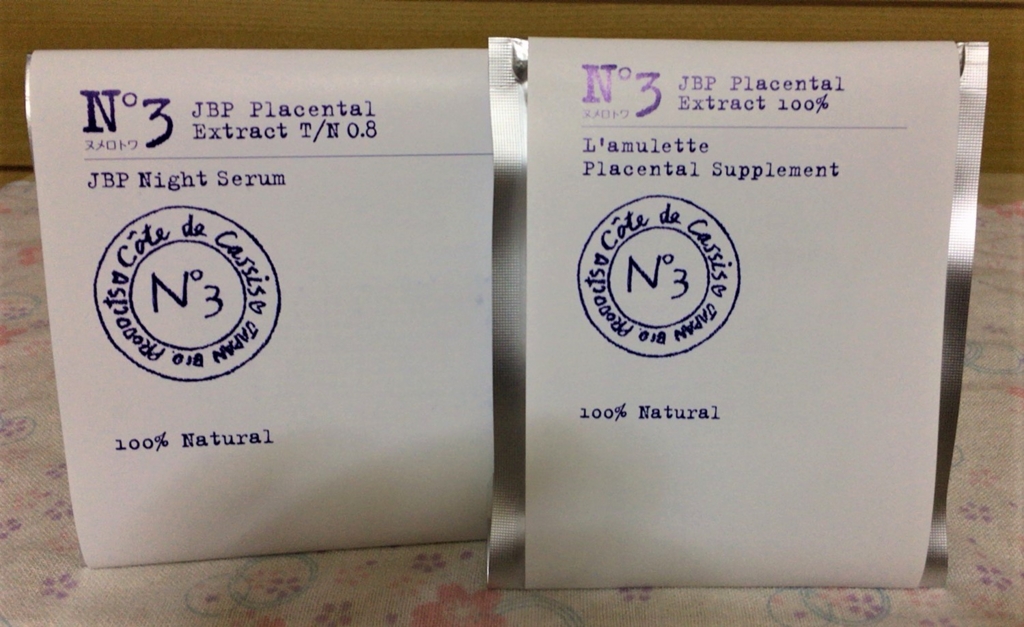 N°3
ヌメロトワ
JBP Placental
Extract T/N 0.8
JBP Night Serum
Côte de Cassis
JAPAN BIO. PRODUCTS
N°3
100% Natural
N°3
ヌメロトワ
JBP Placental
Extract 100%
L'amulette
Placental Supplement
Côte de Cassis
JAPAN BIO. PRODUCTS
N°3
100% Natural